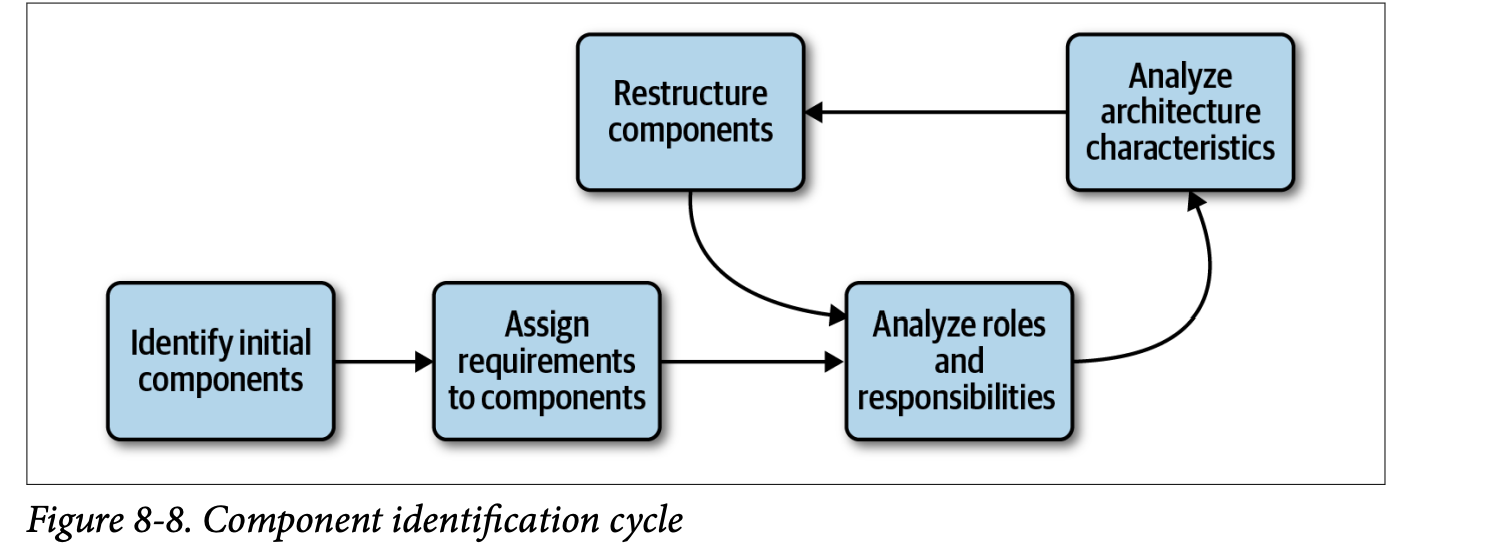 Restructure
components
Analyze
architecture
characteristics
Identify initial
components
Assign
requirements
to components
Analyze roles
and
responsibilities
Figure 8-8. Component identification cycle